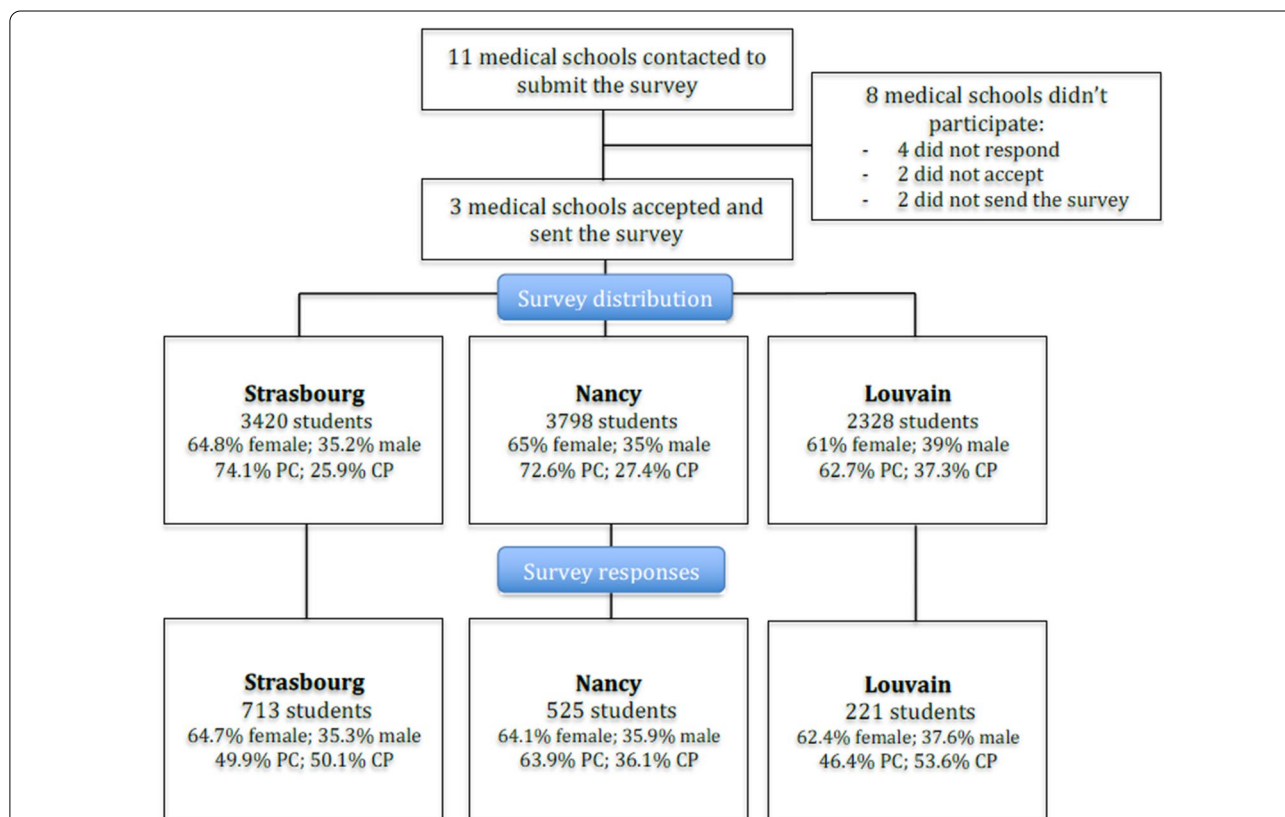 11 medical schools contacted to
submit the survey
8 medical schools didn't
participate:
- 4 did not respond
- 2 did not accept
- 2 did not send the survey
3 medical schools accepted and
sent the survey
Survey distribution
Strasbourg
3420 students
64.8% female; 35.2% male
74.1% PC; 25.9% CP
Nancy
3798 students
65% female; 35% male
72.6% PC; 27.4% CP
Louvain
2328 students
61% female; 39% male
62.7% PC; 37.3% CP
Survey responses
Strasbourg
713 students
64.7% female; 35.3% male
49.9% PC; 50.1% CP
Nancy
525 students
64.1% female; 35.9% male
63.9% PC; 36.1% CP
Louvain
221 students
62.4% female; 37.6% male
46.4% PC; 53.6% CP